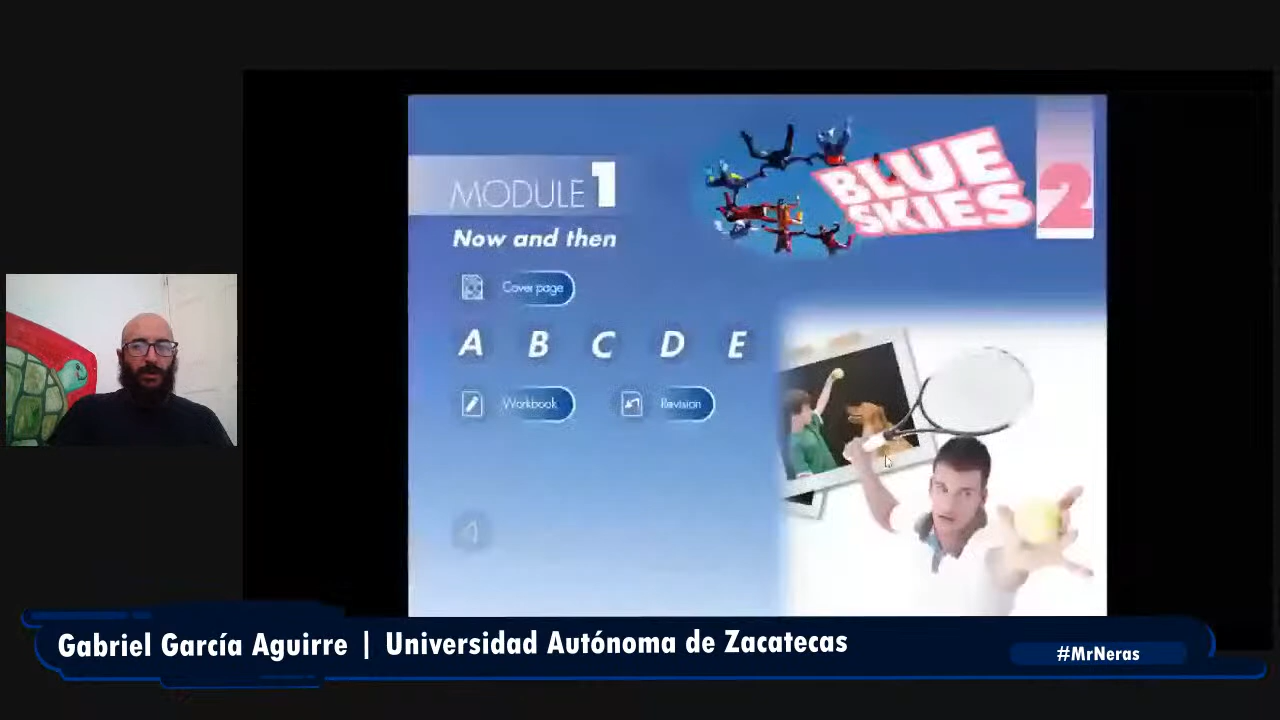 MODULE 1
Now and then
BLUE
SKIES
2
Cover page
A B C D E
Workbook
Revision
Gabriel García Aguirre | Universidad Autónoma de Zacatecas
#MrNeras